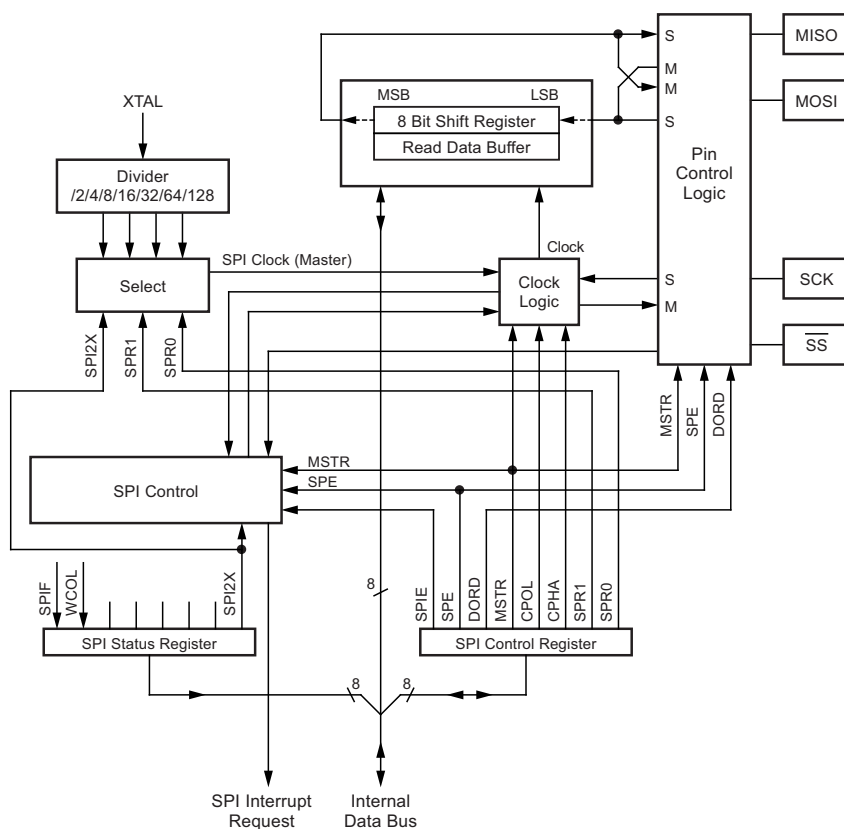 S
MISO
M
M
MOSI
S
MSB
LSB
XTAL
8 Bit Shift Register
Read Data Buffer
Pin
Control
Logic
Divider
/2/4/8/16/32/64/128
Clock
SPI Clock (Master)
Select
Clock
Logic
S
SCK
M
SS
SPI2X
SPR1
SPR0
MSTR
SPE
DORD
MSTR
SPE
SPI Control
SPIF
WCOL
SPI2X
8
SPIE
SPE
DORD
MSTR
CPOL
CPHA
SPR1
SPR0
SPI Status Register
SPI Control Register
8
8
SPI Interrupt
Request
Internal
Data Bus